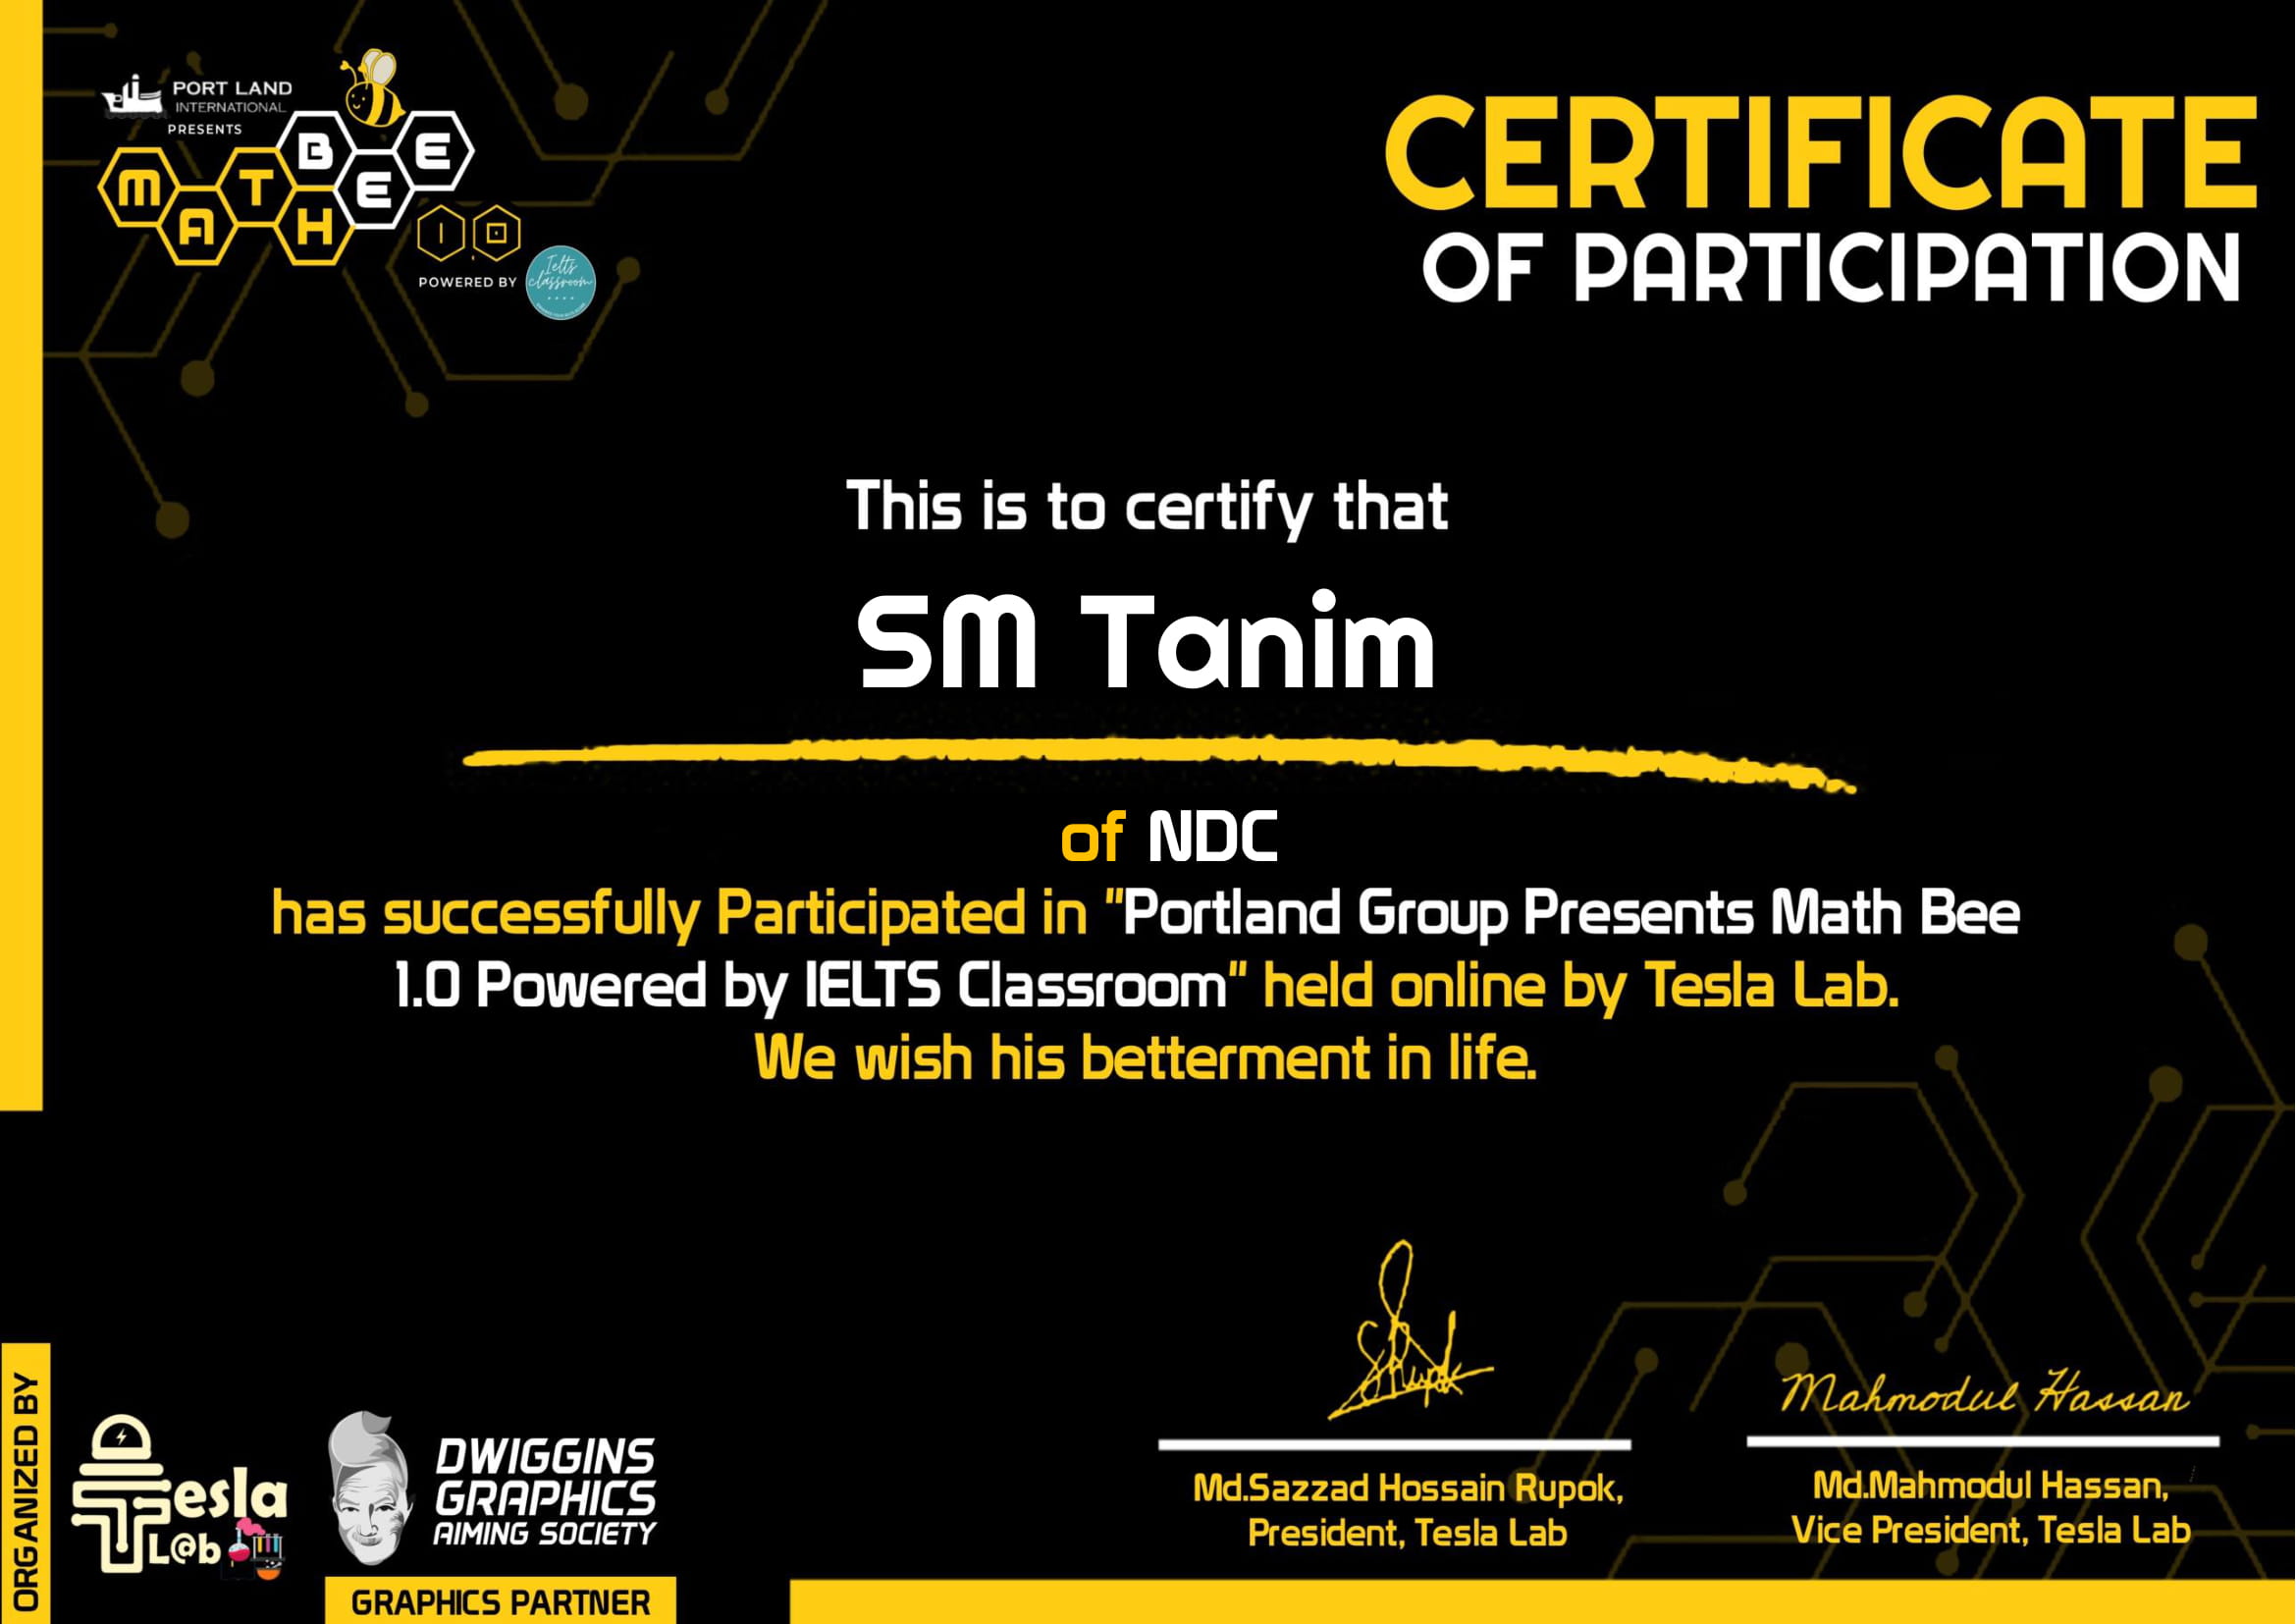 PORT LAND
INTERNATIONAL
PRESENTS
MATH BEE
1.0
POWERED BY
Ielts
classroom
CERTIFICATE
OF PARTICIPATION
This is to certify that
SM Tanim
of NDC
has successfully Participated in "Portland Group Presents Math Bee
1.0 Powered by IELTS Classroom" held online by Tesla Lab.
We wish his betterment in life.
Rupok
Mahmodul Hassan
Md.Sazzad Hossain Rupok,
President, Tesla Lab
Md.Mahmodul Hassan,
Vice President, Tesla Lab
ORGANIZED BY
Tesla
L@b
DWIGGINS
GRAPHICS
AIMING SOCIETY
GRAPHICS PARTNER